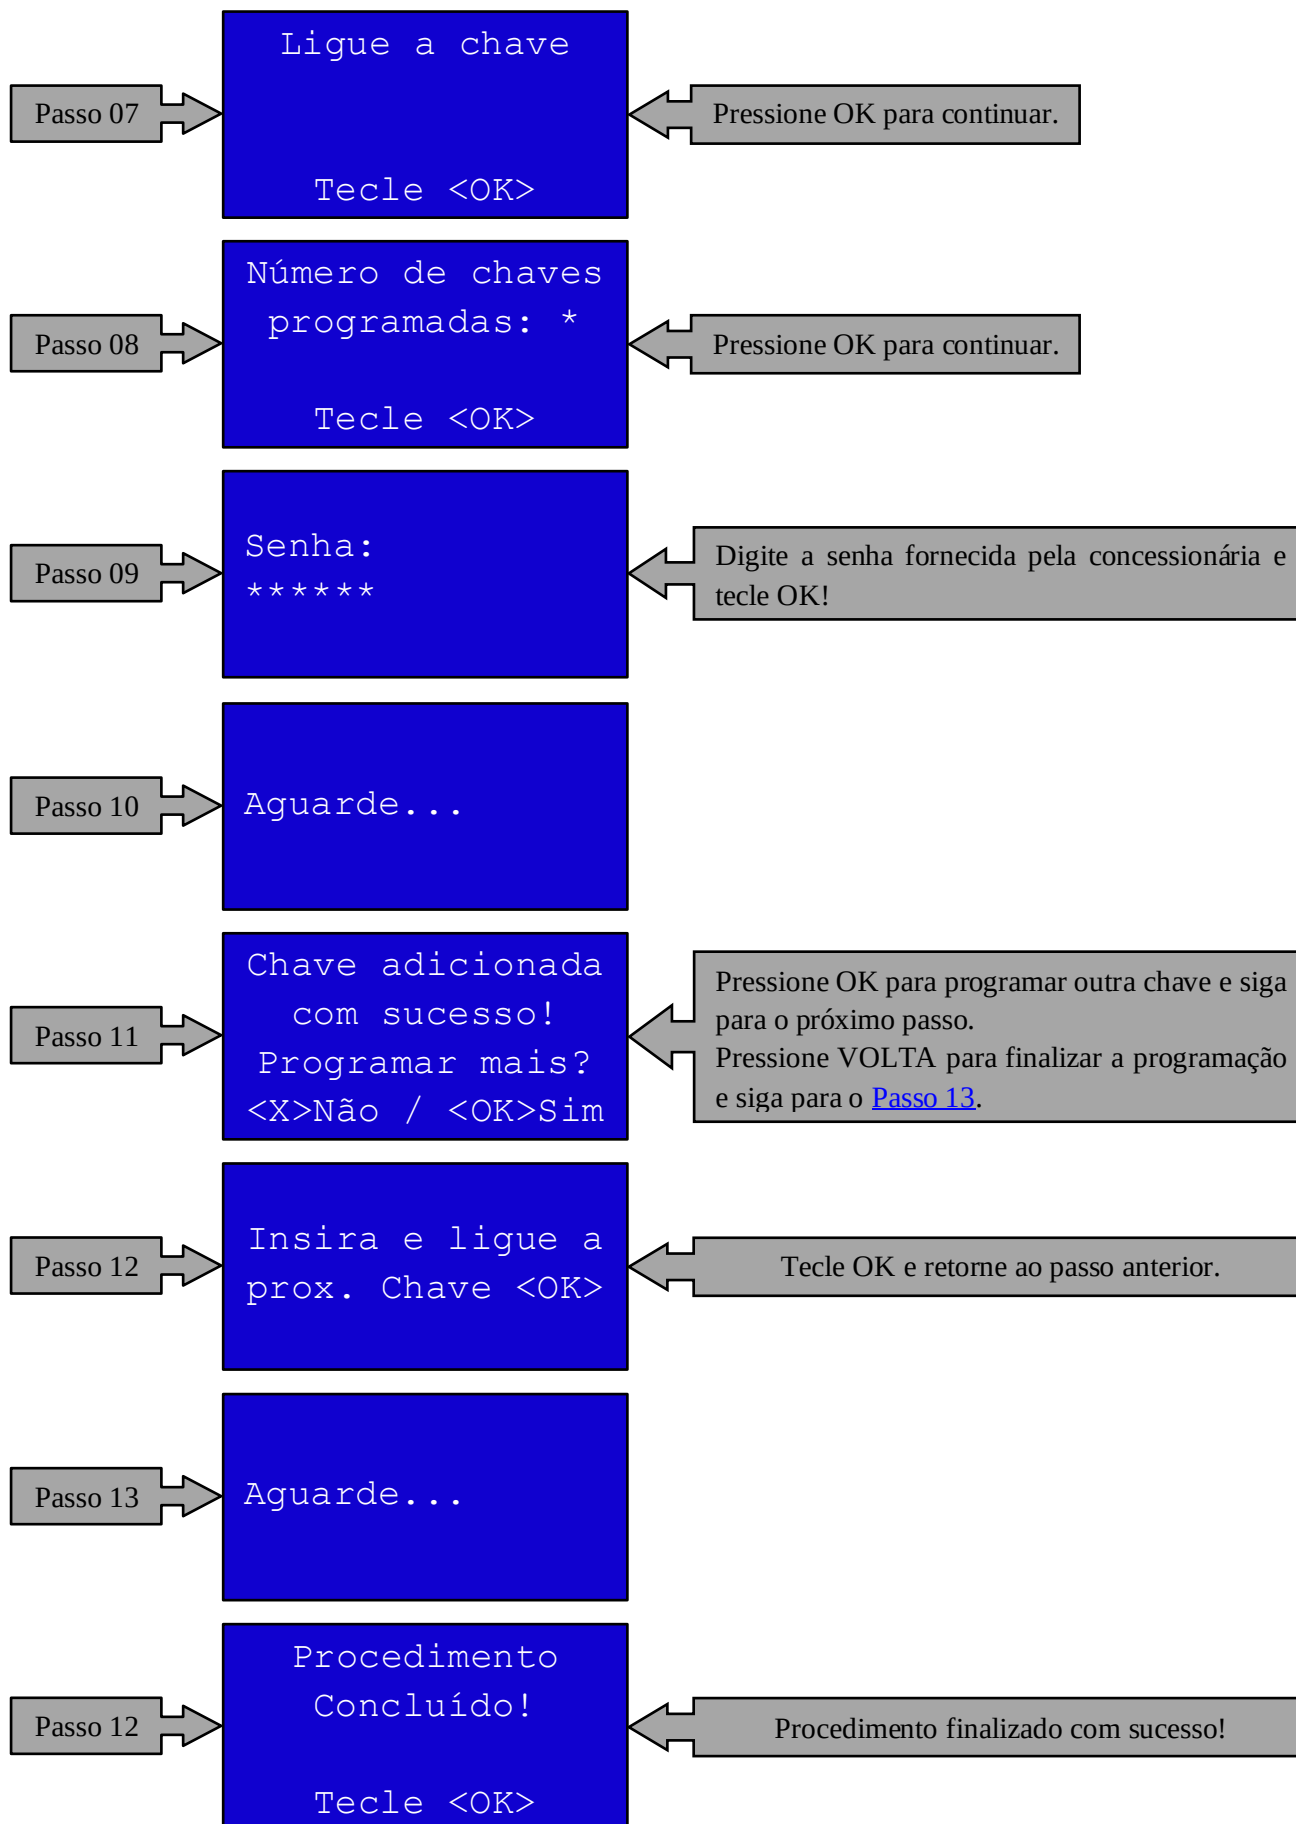 Ligue a chave
Passo 07
Pressione OK para continuar.
Tecle <OK>
Número de chaves
programadas: *
Passo 08
Pressione OK para continuar.
Tecle <OK>
Passo 09
Senha:
******
Digite a senha fornecida pela concessionária e
tecle OK!
Passo 10
Aguarde...
Passo 11
Chave adicionada
com sucesso!
Programar mais?
<X>Não / <OK>Sim
Pressione OK para programar outra chave e siga
para o próximo passo.
Pressione VOLTA para finalizar a programação
e siga para o Passo 13.
Passo 12
Insira e ligue a
prox. Chave <OK>
Tecle OK e retorne ao passo anterior.
Passo 13
Aguarde...
Passo 12
Procedimento
Concluído!
Tecle <OK>
Procedimento finalizado com sucesso!